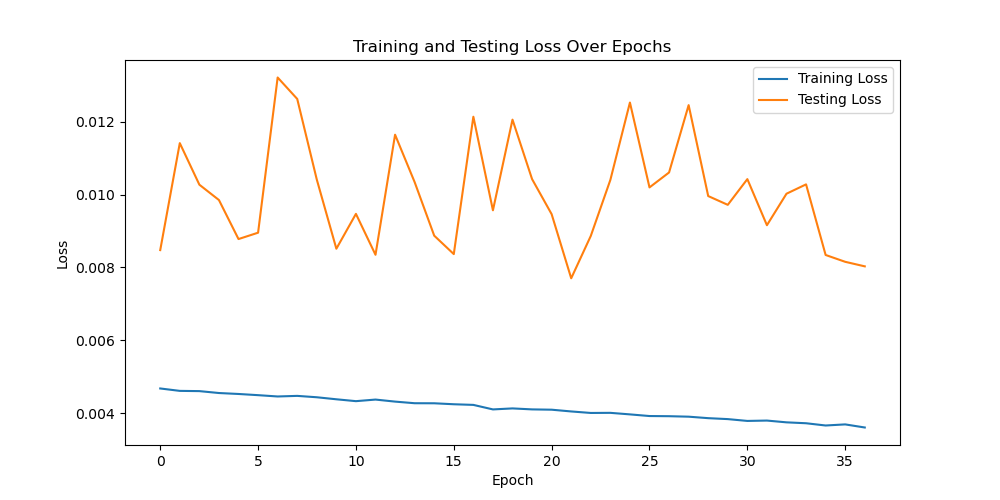 Training and Testing Loss Over Epochs
Training Loss
Testing Loss
0.012
0.010
0.008
0.006
0.004
Loss
0 5 10 15 20 25 30 35
Epoch